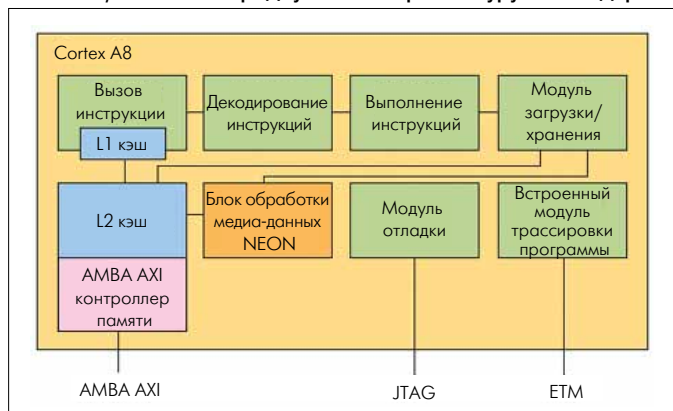 Cortex A8
Вызов
инструкции
L1 кэш
Декодирование
инструкций
Выполнение
инструкций
Модуль
загрузки/
хранения
L2 кэш
AMBA AXI
контроллер
памяти
Блок обработки
медиа-данных
NEON
Модуль
отладки
Встроенный
модуль
трассировки
программы
AMBA AXI
JTAG
ETM